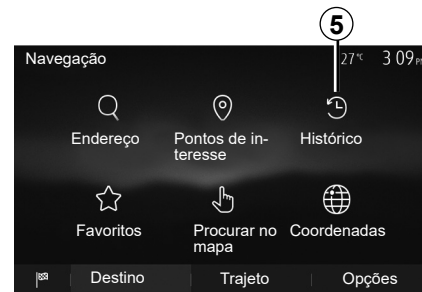 5
Navegação 27°C 3 09 PM
Endereço Pontos de in- Histórico
teresse
Favoritos Procurar no Coordenadas
mapa
Destino Trajeto Opções